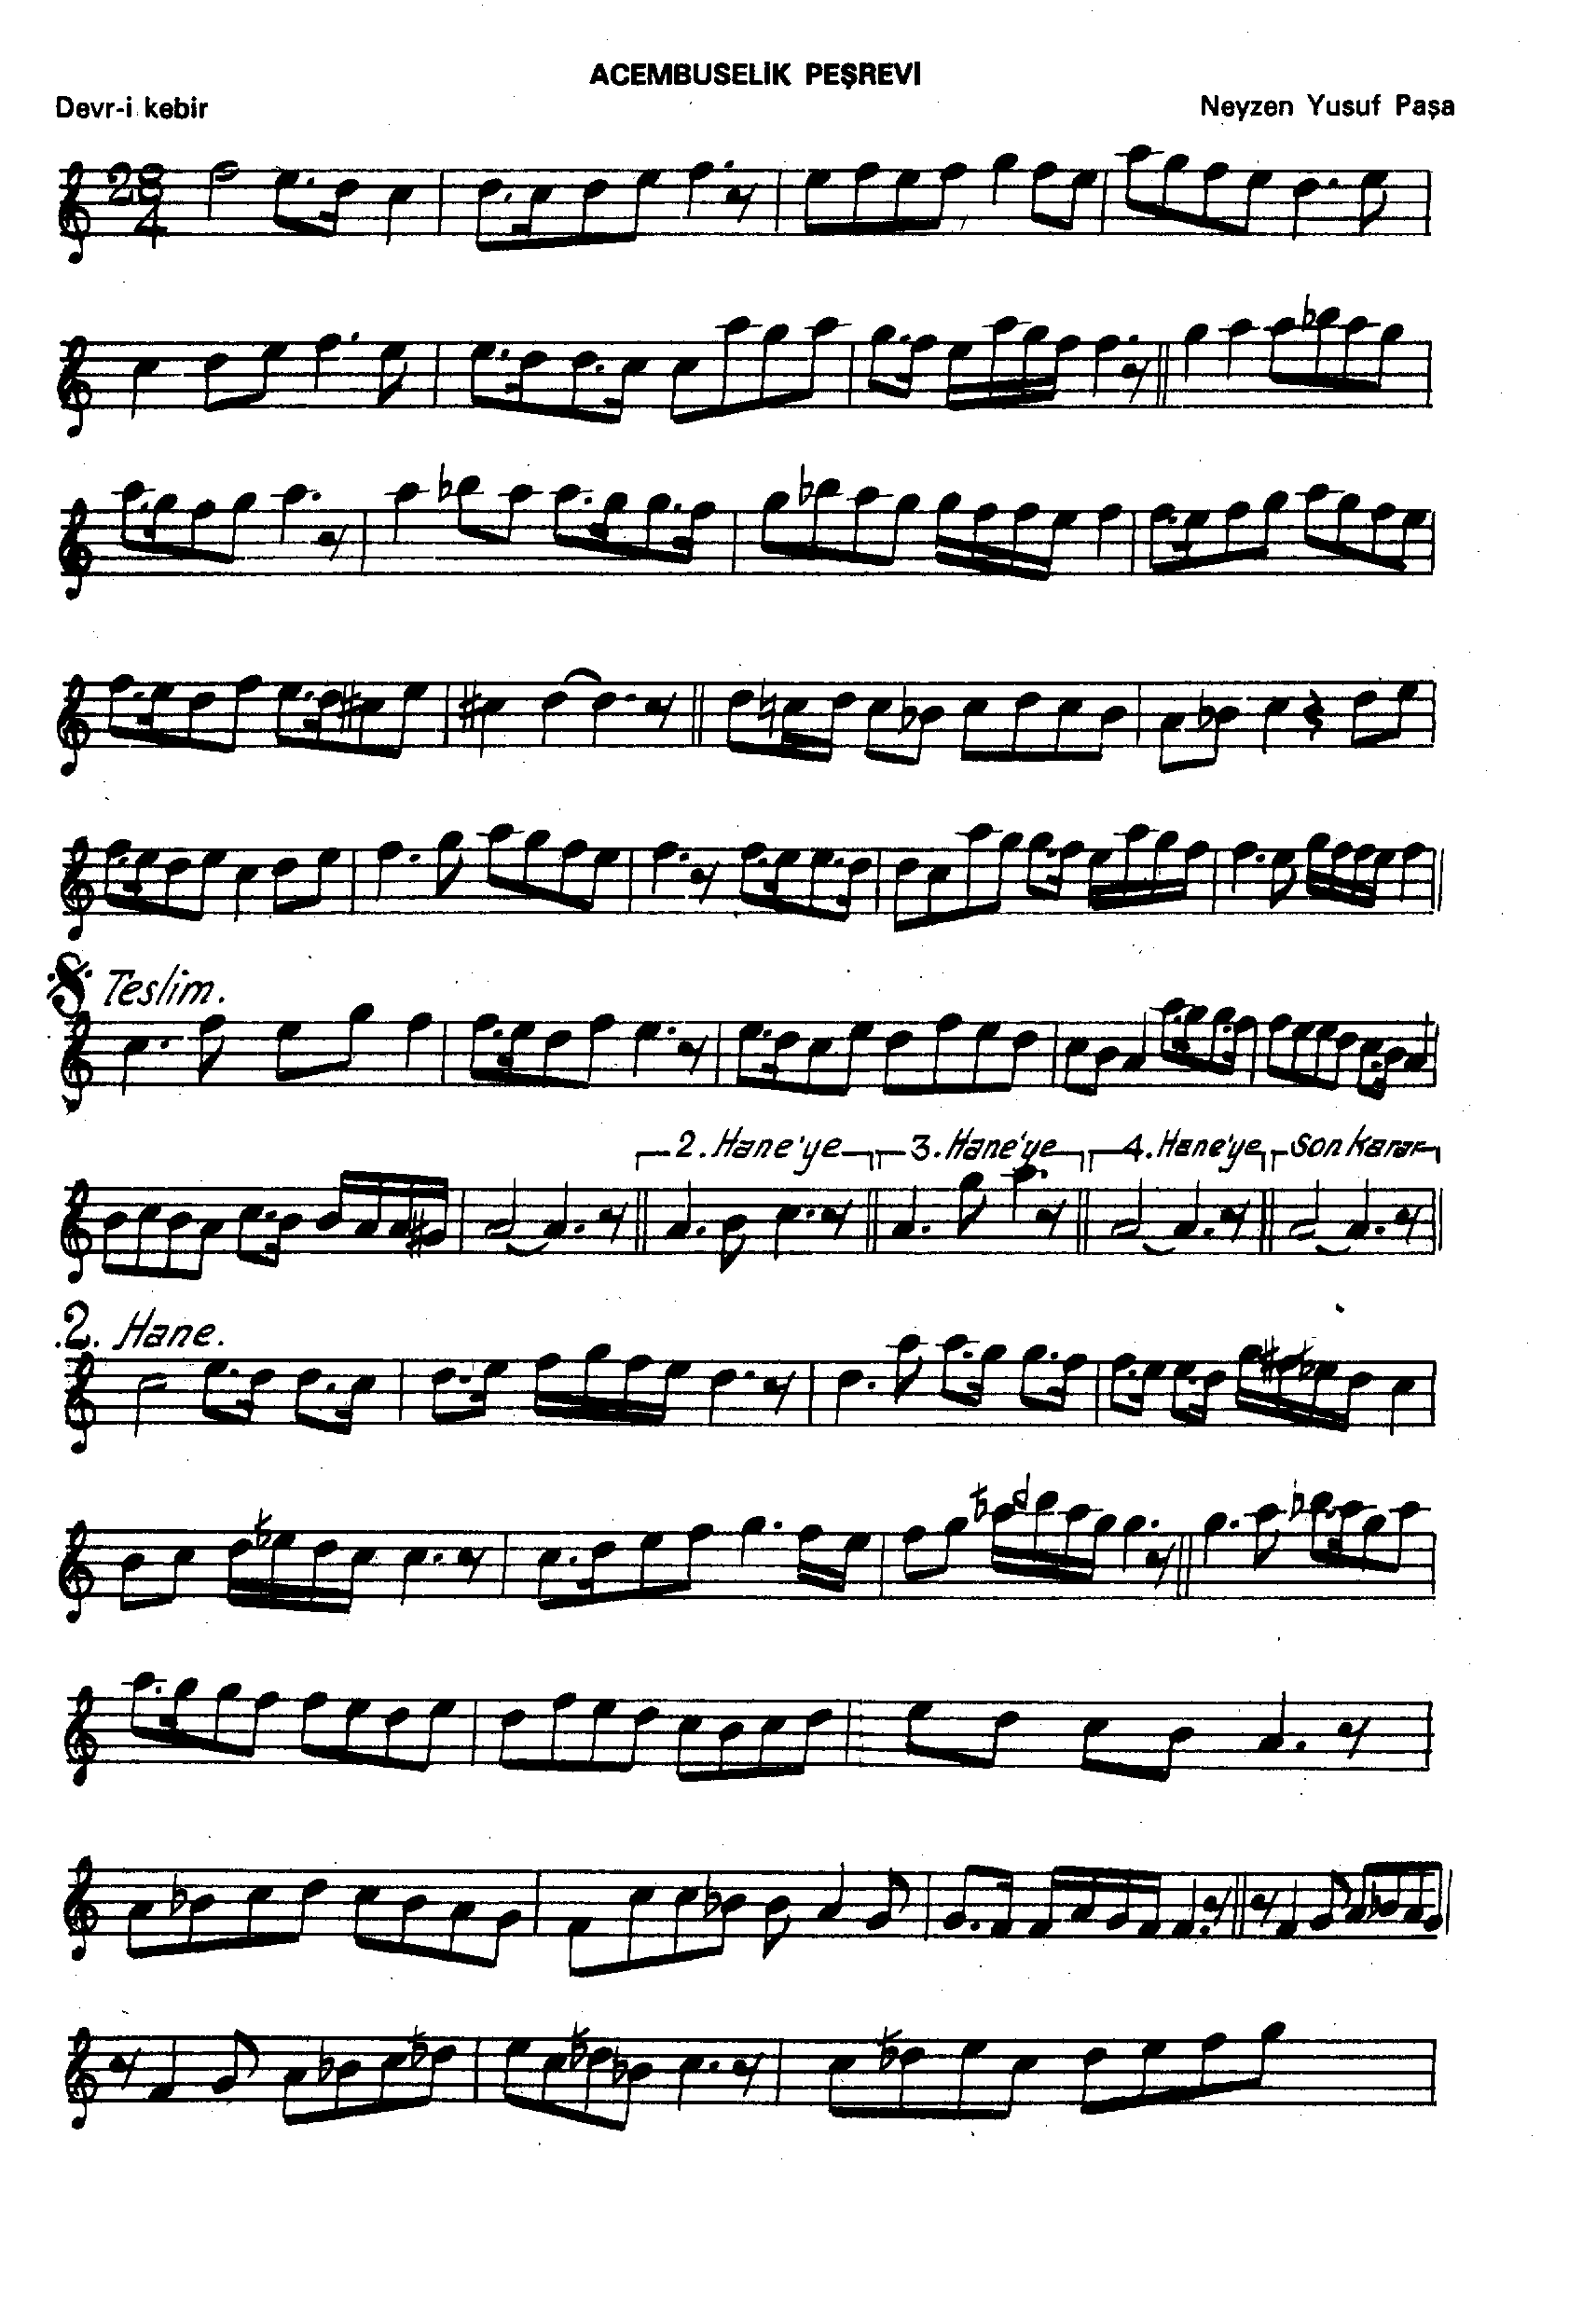 ACEMBUSELİK PEŞREVİ
Devr-i kebir
Neyzen Yusuf Paşa
28
4
Teslim.
2. Hane'ye
3. Hane'ye
4. Hane'ye
son karar
2. Hane.